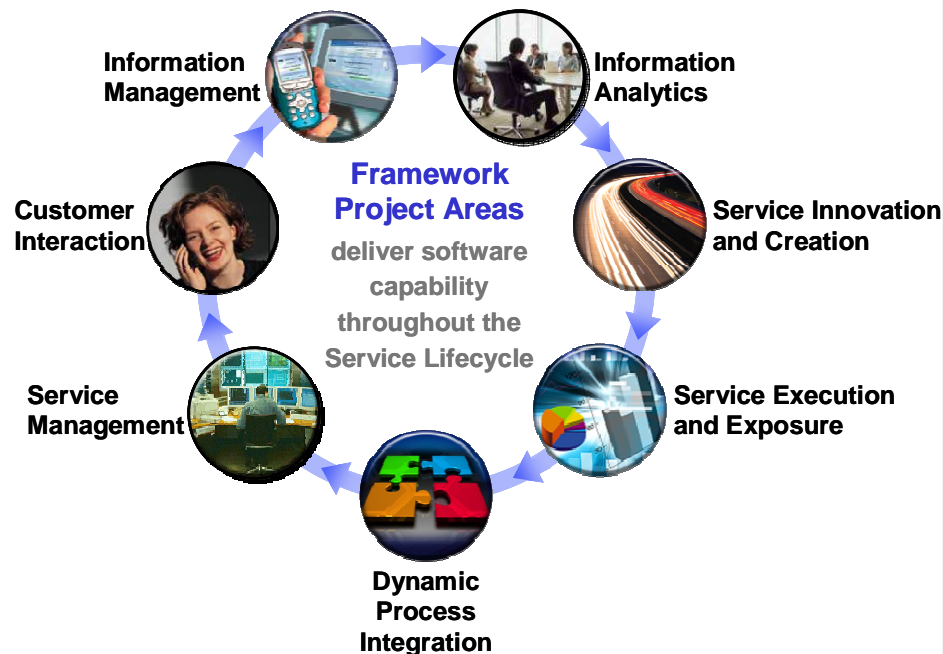 Information
Management
Information
Analytics
Framework
Project Areas
deliver software
capability
throughout the
Service Lifecycle
Customer
Interaction
Service Innovation
and Creation
Service
Management
Service Execution
and Exposure
Dynamic
Process
Integration